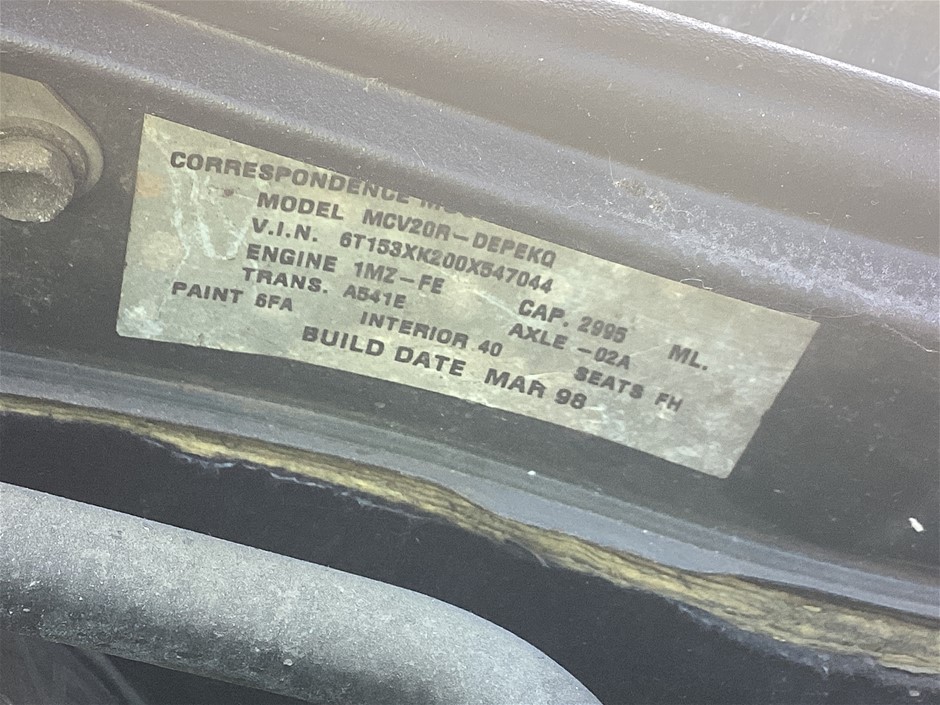 CORRESPONDENCE
MODEL MCV20R-DEPEKQ
V.I.N. 6T153XK200X547044
ENGINE 1MZ-FE CAP. 2995 ML.
TRANS. A541E AXLE -02A
PAINT 6FA INTERIOR 40 SEATS FH
BUILD DATE MAR 98